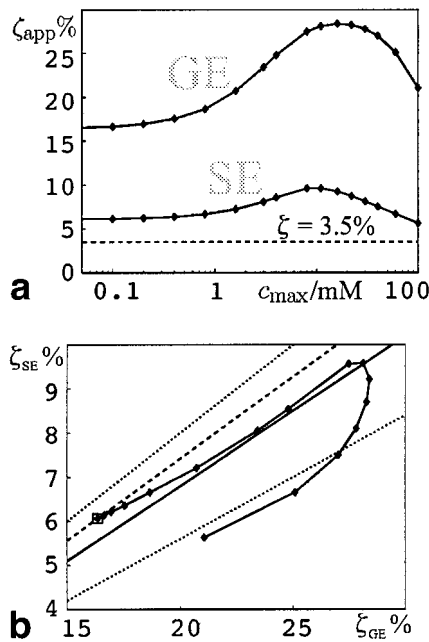 ζapp%
25
20
15
10
5
0
GE
SE
ζ = 3.5%
0.1 1 cmax/mM 100
a
ζSE%
9
8
7
6
5
4
15 20 25 ζGE%
b